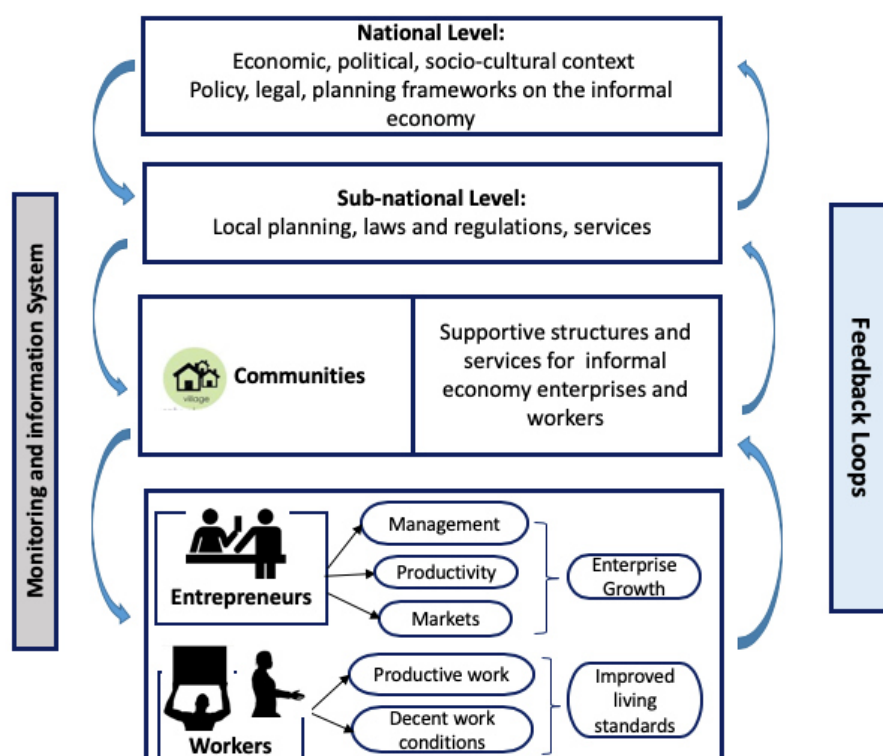 National Level:
Economic, political, socio-cultural context
Policy, legal, planning frameworks on the informal
economy
Sub-national Level:
Local planning, laws and regulations, services
Monitoring and information System
Feedback Loops
village
Communities
Supportive structures and
services for informal
economy enterprises and
workers
Entrepreneurs
Management
Productivity
Markets
Enterprise
Growth
Workers
Productive work
Decent work
conditions
Improved
living
standards